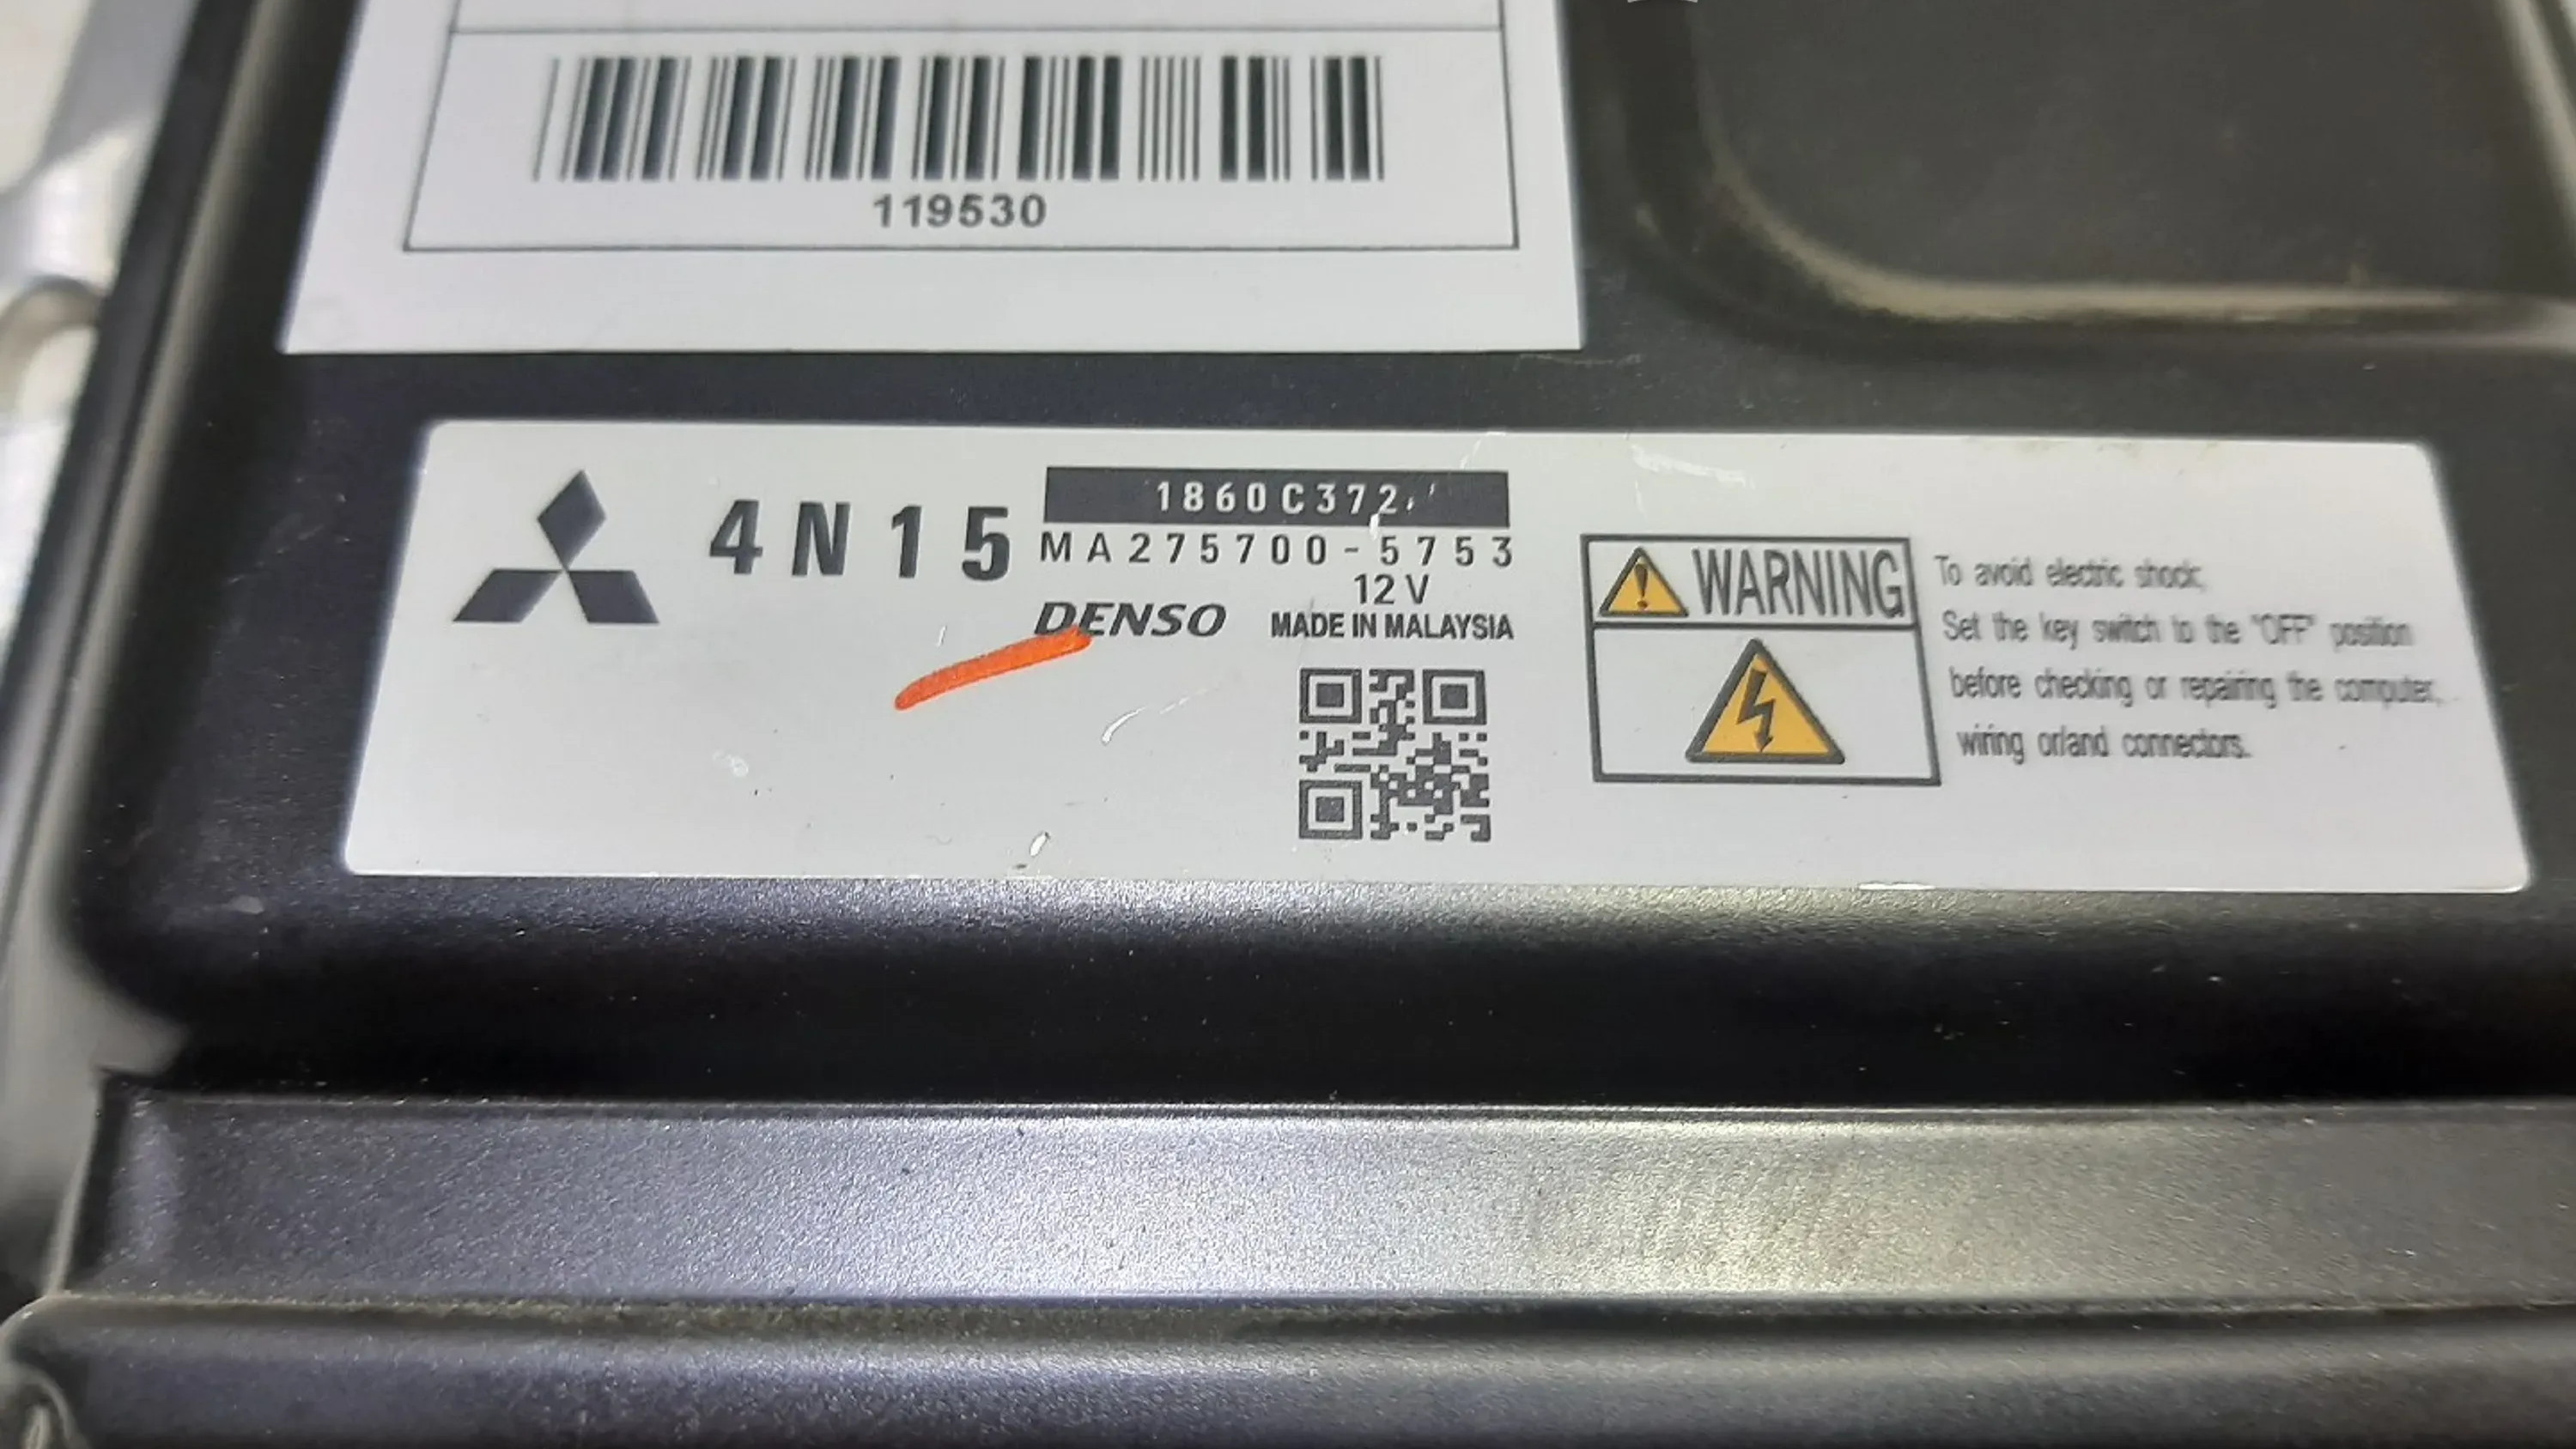 119530
4N15
1860C372
MA275700-5753
12V
DENSO MADE IN MALAYSIA
WARNING
To avoid electric shock;
Set the key switch to the "OFF" position
before checking or repairing the computer,
wiring or/and connectors.